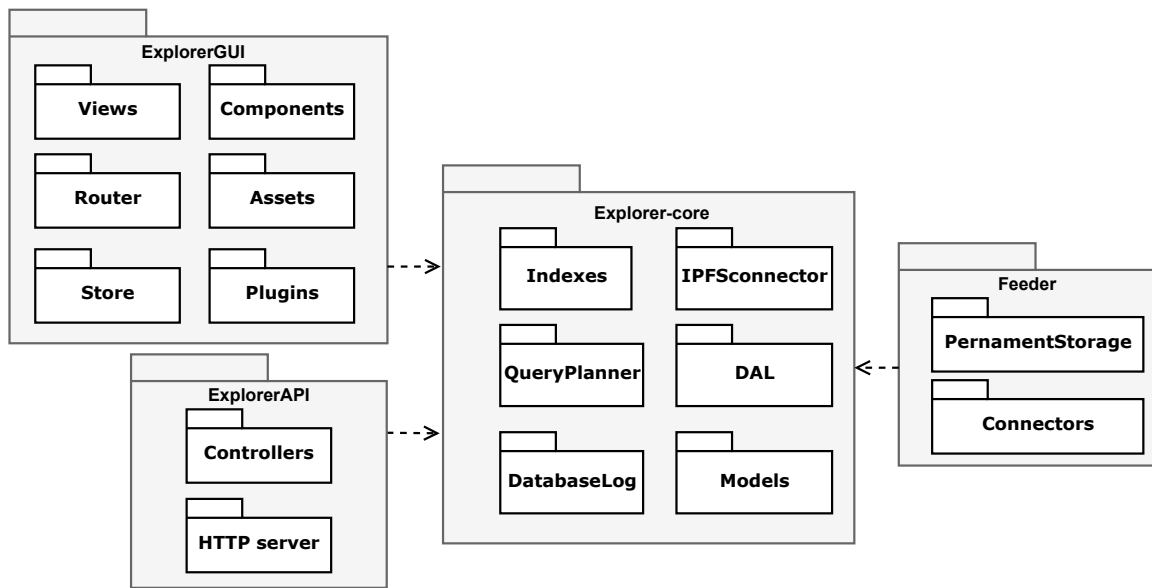 ExplorerGUI
Views
Components
Router
Assets
Store
Plugins
ExplorerAPI
Controllers
HTTP server
Explorer-core
Indexes
IPFSconnector
QueryPlanner
DAL
DatabaseLog
Models
Feeder
PernamentStorage
Connectors